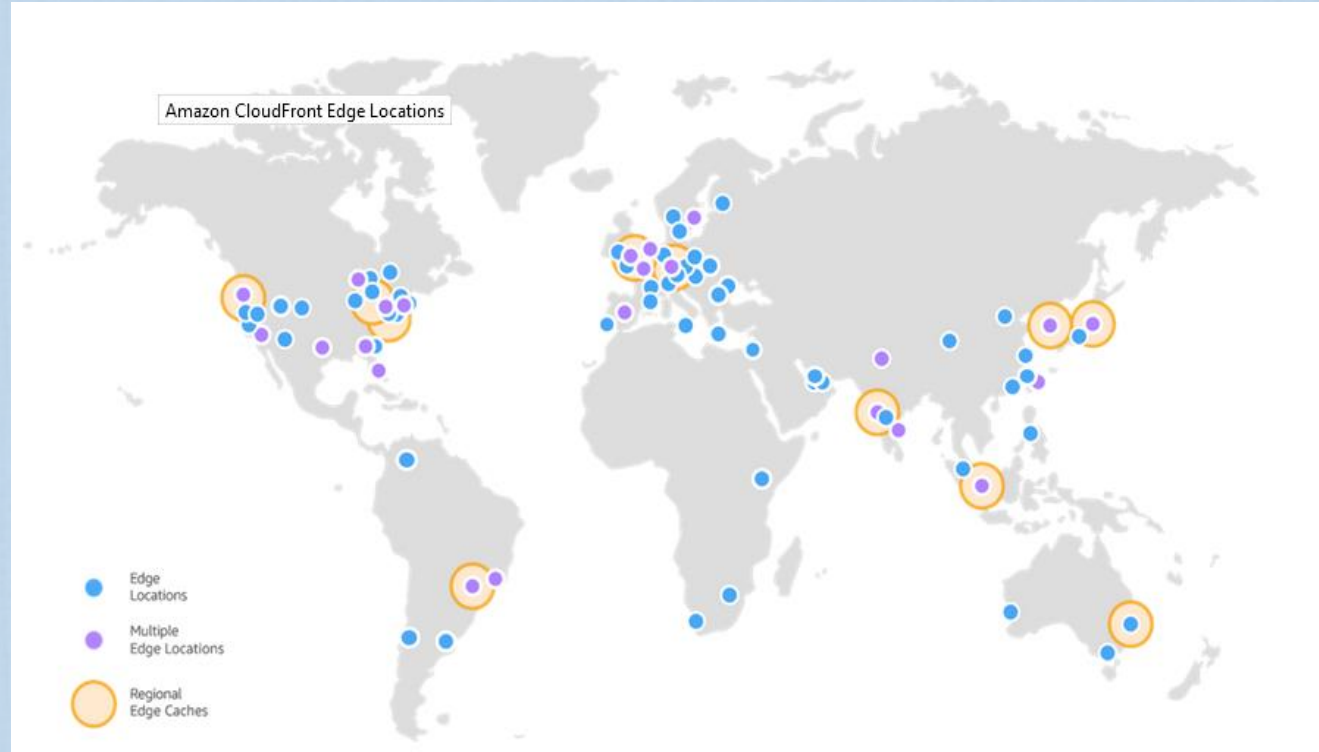 Amazon CloudFront Edge Locations
Edge
Locations
Multiple
Edge Locations
Regional
Edge Caches